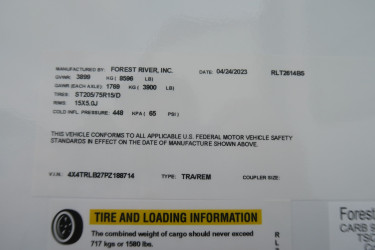 MANUFACTURED BY: FOREST RIVER, INC. DATE: 04/24/2023 RLT2614BS
GVWR: 3899 KG ( 8596 LB)
GAWR (EACH AXLE) 1769 KG ( 3900 LB)
TIRES: ST205/75R15/D
RIMS: 15X5.0J
COLD INFL. PRESSURE: 448 HPA ( 65 PSI)
THIS VEHICLE CONFORMS TO ALL APPLICABLE U.S. FEDERAL MOTOR VEHICLE SAFETY
STANDARDS IN EFFECT ON THE DATE OF MANUFACTURE SHOWN ABOVE.
V.I.N.: 4X4TRLB27PZ188714 TYPE: TRA/REM COUPLER SIZE:
TIRE AND LOADING INFORMATION
The combined weight of cargo should never exceed
717 kgs or 1580 lbs.
R
L
Forest
CARB 9
TSC